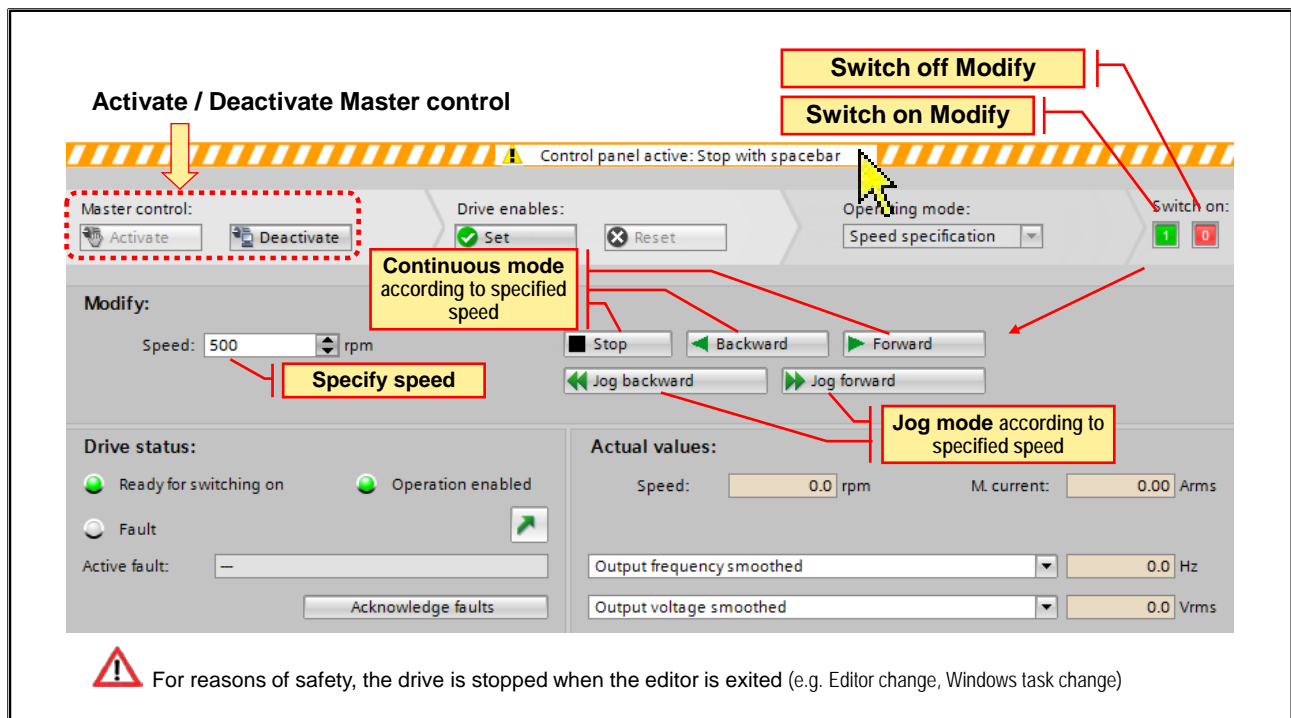 Switch off Modify
Activate / Deactivate Master control
Switch on Modify
Control panel active: Stop with spacebar
Master control:
Drive enables:
Operating mode:
Switch on:
Activate
Deactivate
Set
Reset
Speed specification
1
0
Continuous mode
according to specified
speed
Modify:
Speed: 500 rpm
Stop
Backward
Forward
Specify speed
Jog backward
Jog forward
Jog mode according to
specified speed
Drive status:
Ready for switching on
Operation enabled
Fault
Active fault: —
Acknowledge faults
Actual values:
Speed: 0.0 rpm
M. current: 0.00 Arms
Output frequency smoothed 0.0 Hz
Output voltage smoothed 0.0 Vrms
For reasons of safety, the drive is stopped when the editor is exited (e.g. Editor change, Windows task change)